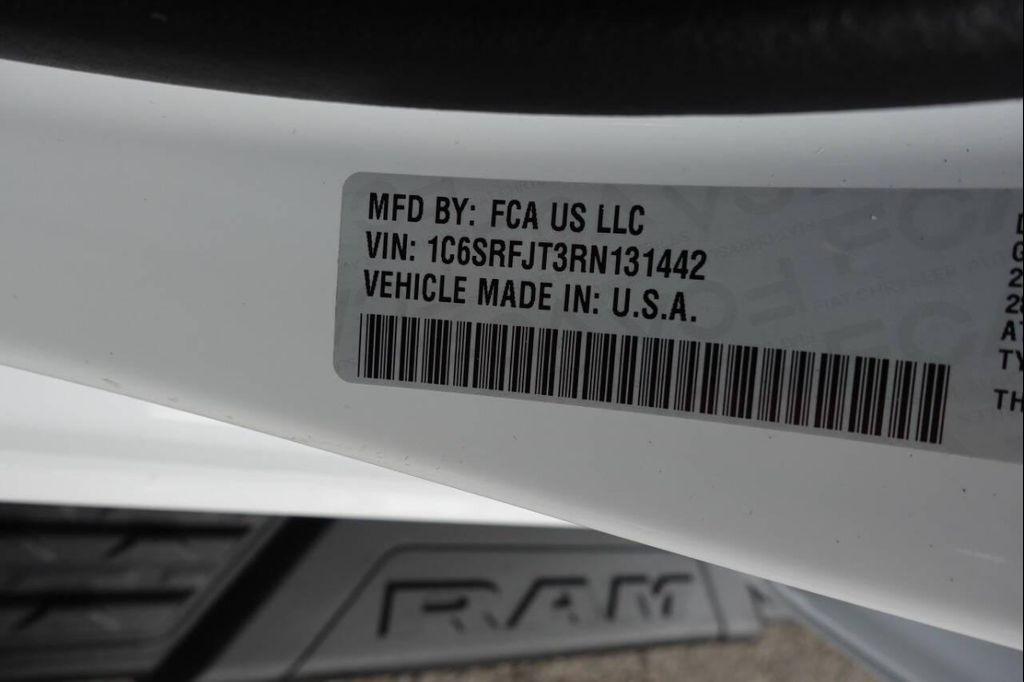 MFD BY: FCA US LLC
VIN: 1C6SRFJT3RN131442
VEHICLE MADE IN: U.S.A.
RAM